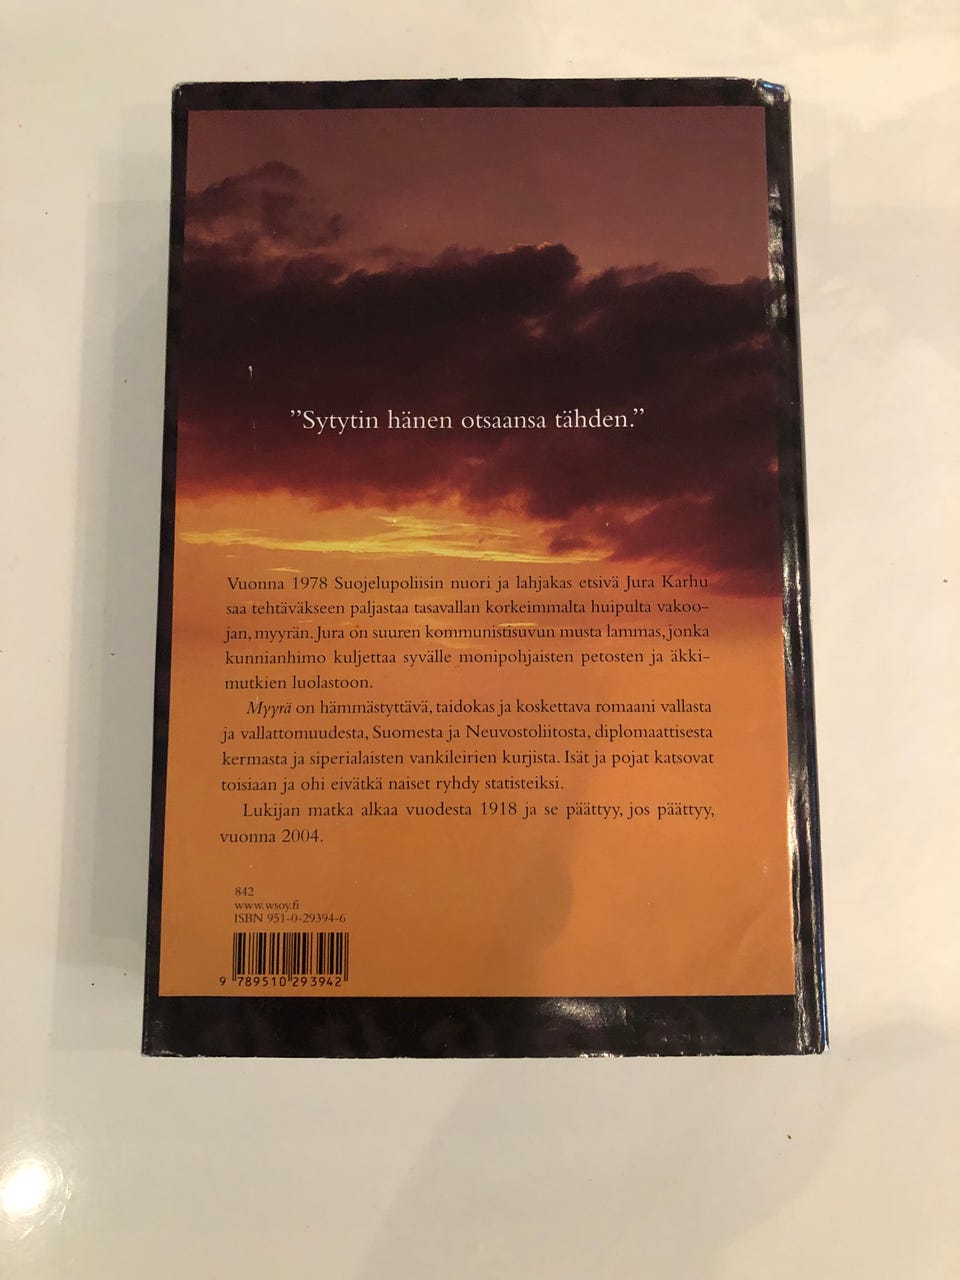 ”Sytytin hänen otsaansa tähden.”
Vuonna 1978 Suojelupoliisin nuori ja lahjakas etsivä Jura Karhu
saa tehtäväkseen paljastaa tasavallan korkeimmalta huipulta vakoo-
jan, myyrän. Jura on suuren kommunistisuvun musta lammas, jonka
kunnianhimo kuljettaa syvälle monipohjaisten petosten ja äkki-
mutkien luolastoon.
Myyrä on hämmästyttävä, taidokas ja koskettava romaani vallasta
ja vallattomuudesta, Suomesta ja Neuvostoliitosta, diplomaattisesta
kermasta ja siperialaisten vankileirien kurjista. Isät ja pojat katsovat
toisiaan ja ohi eivätkä naiset ryhdy statisteiksi.
Lukijan matka alkaa vuodesta 1918 ja se päättyy, jos päättyy,
vuonna 2004.
842
www.wsoy.fi
ISBN 951-0-29394-6
9 789510 293942